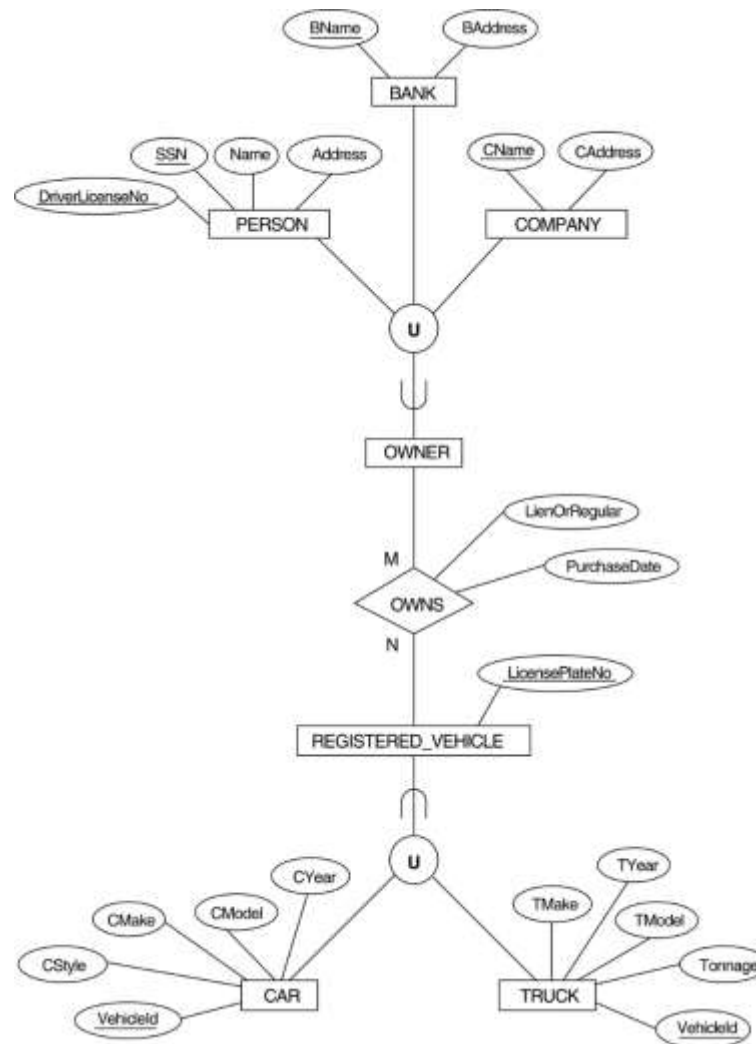 BName
BAddress
BANK
SSN
Name
Address
CName
CAddress
DriverLicenseNo
PERSON
COMPANY
U
OWNER
LienOrRegular
M
PurchaseDate
OWNS
N
LicensePlateNo
REGISTERED_VEHICLE
U
CYear
TYear
CModel
TMake
CMake
TModel
CStyle
Tonnage
CAR
TRUCK
VehicleId
VehicleId